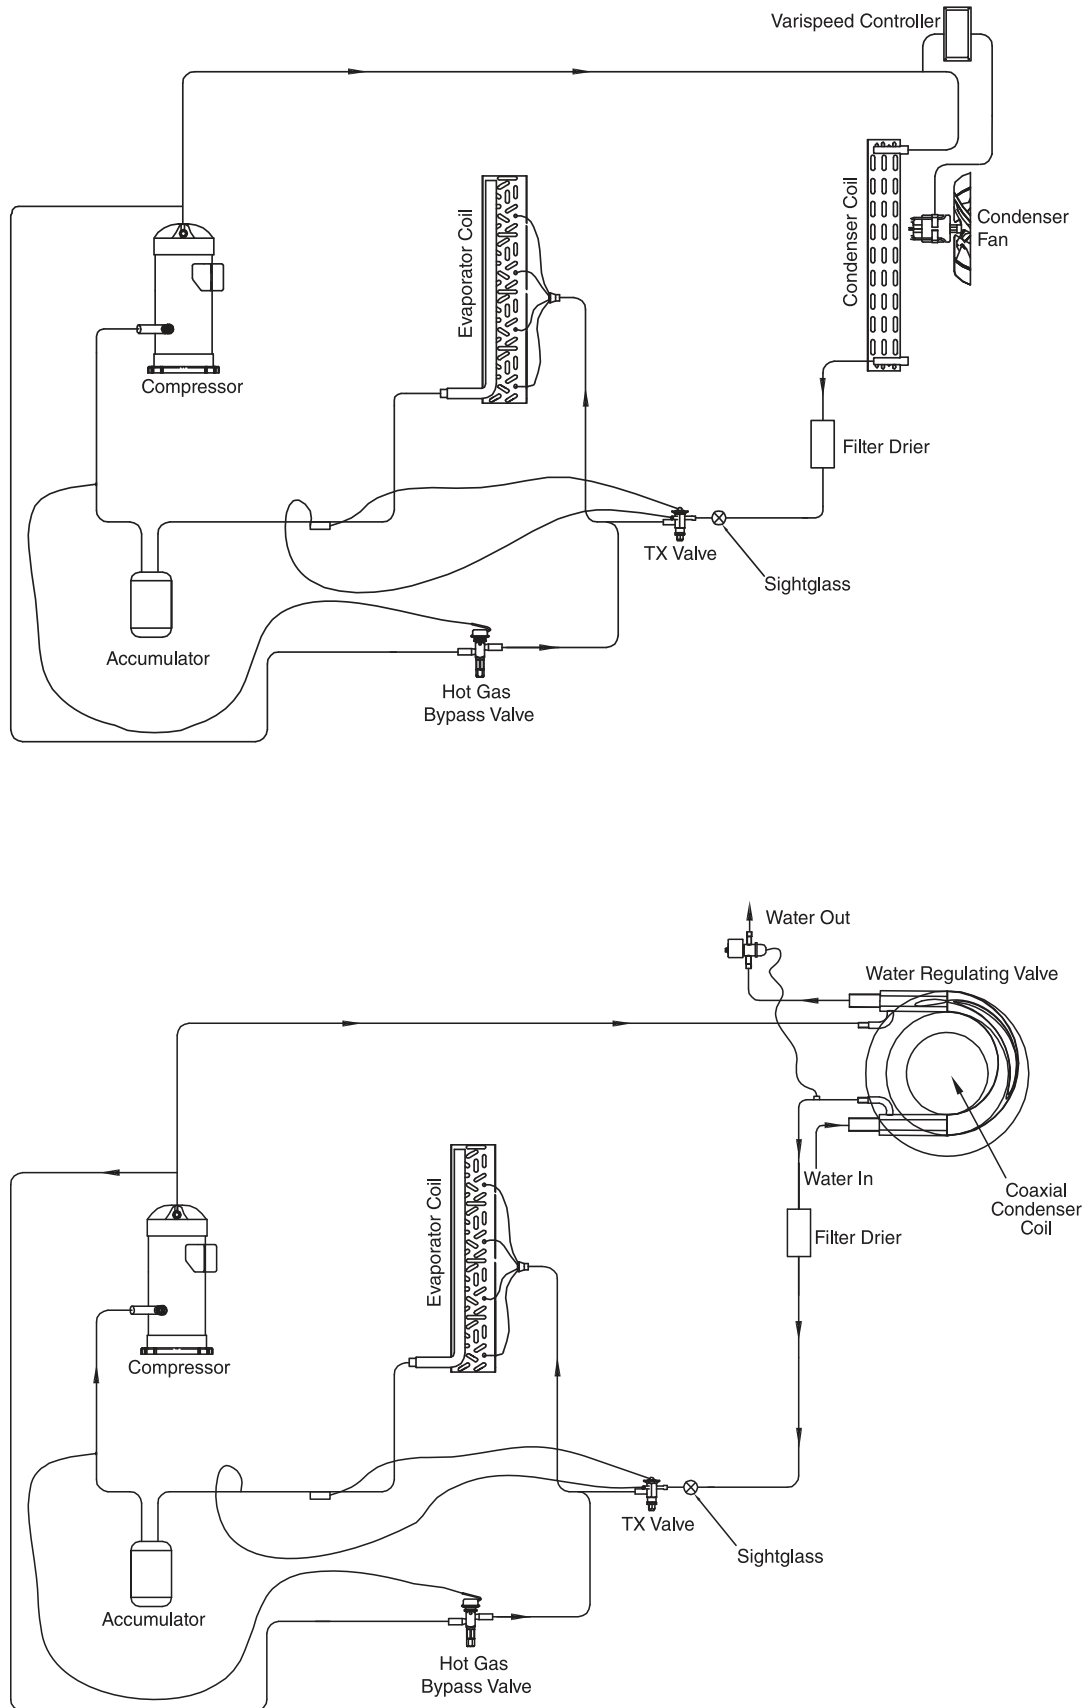 Varispeed Controller
Condenser Coil
Condenser
Fan
Evaporator Coil
Compressor
Filter Drier
TX Valve
Sightglass
Accumulator
Hot Gas
Bypass Valve
Water Out
Water Regulating Valve
Evaporator Coil
Water In
Coaxial
Condenser
Coil
Filter Drier
Compressor
TX Valve
Sightglass
Accumulator
Hot Gas
Bypass Valve